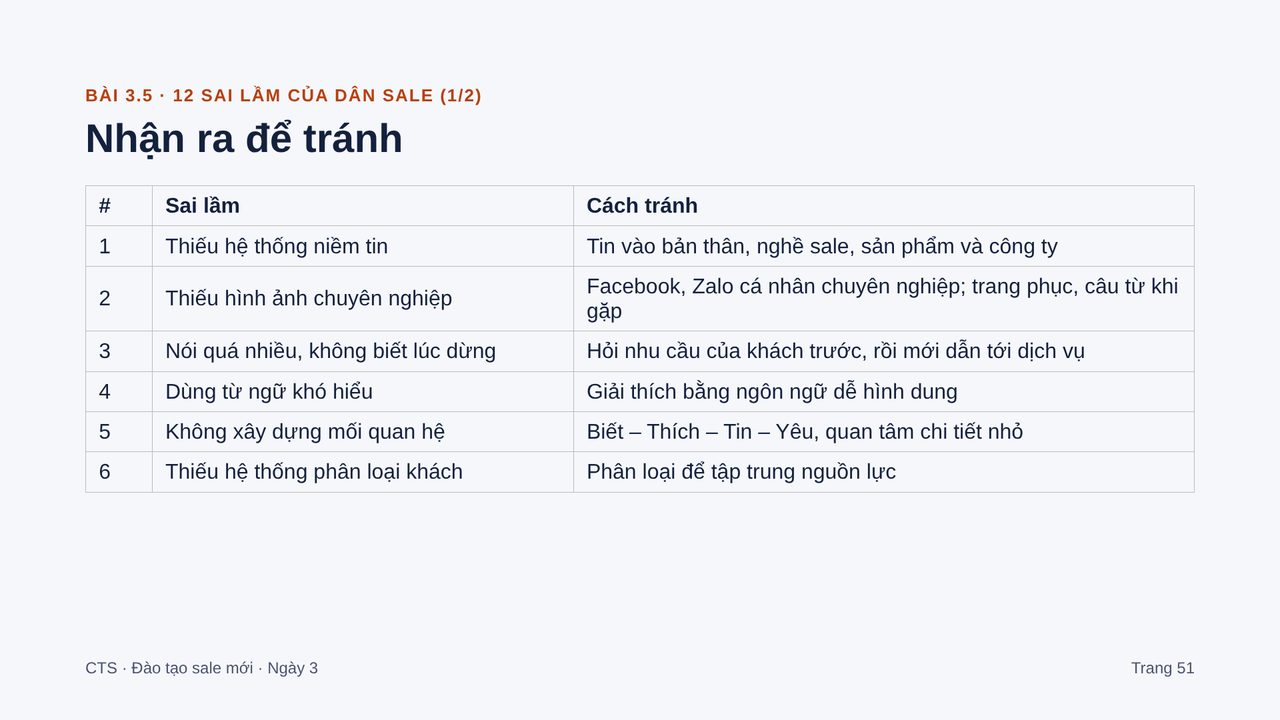 BÀI 3.5 · 12 SAI LẦM CỦA DÂN SALE (1/2)
Nhận ra để tránh
# Sai lầm Cách tránh
1 Thiếu hệ thống niềm tin Tin vào bản thân, nghề sale, sản phẩm và công ty
2 Thiếu hình ảnh chuyên nghiệp Facebook, Zalo cá nhân chuyên nghiệp; trang phục, câu từ khi
gặp
3 Nói quá nhiều, không biết lúc dừng Hỏi nhu cầu của khách trước, rồi mới dẫn tới dịch vụ
4 Dùng từ ngữ khó hiểu Giải thích bằng ngôn ngữ dễ hình dung
5 Không xây dựng mối quan hệ Biết – Thích – Tin – Yêu, quan tâm chi tiết nhỏ
6 Thiếu hệ thống phân loại khách Phân loại để tập trung nguồn lực
CTS · Đào tạo sale mới · Ngày 3 Trang 51